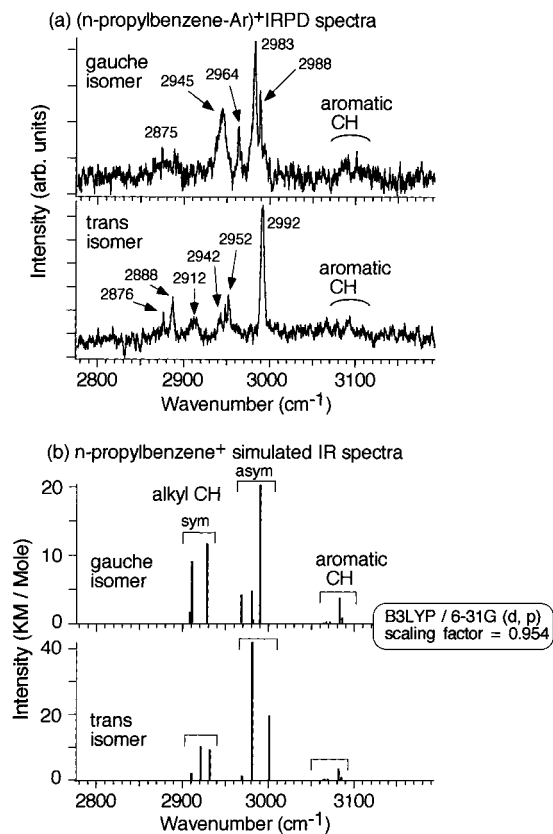 (a) (n-propylbenzene-Ar)+IRPD spectra
gauche
isomer
2945
2964
2983
2988
2875
aromatic
CH
Intensity (arb. units)
trans
isomer
2992
2888
2876
2912
2942
2952
aromatic
CH
2800 2900 3000 3100
Wavenumber (cm-1)
(b) n-propylbenzene+ simulated IR spectra
asym
alkyl CH
sym
20
10
0
gauche
isomer
aromatic
CH
B3LYP / 6-31G (d, p)
scaling factor = 0.954
Intensity (KM / Mole)
40
20
0
trans
isomer
2800 2900 3000 3100
Wavenumber (cm-1)